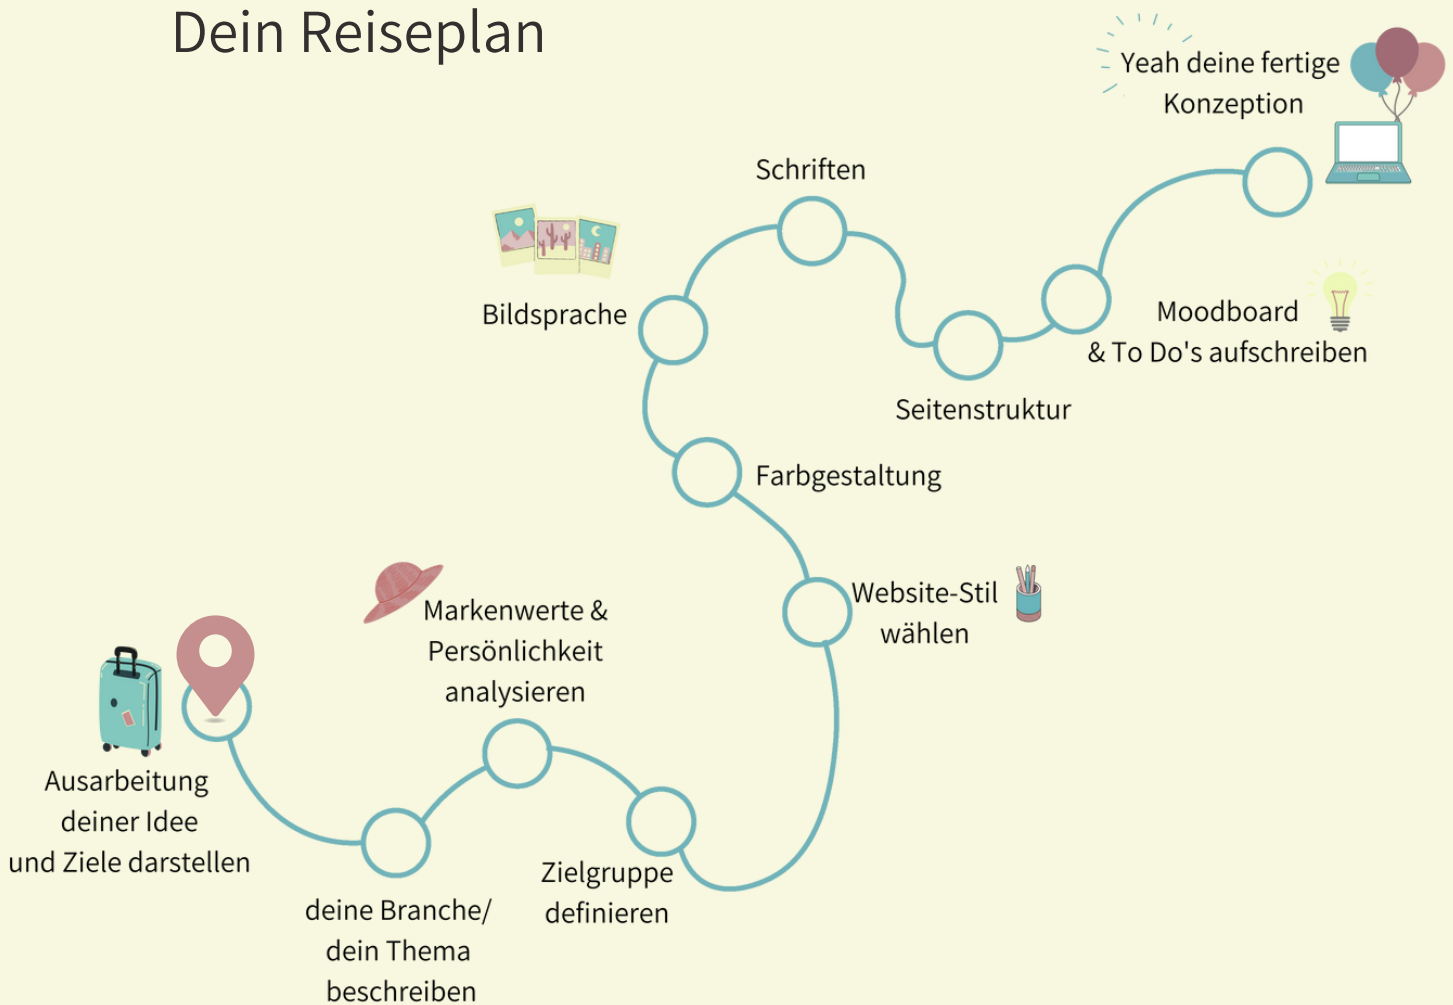 Dein Reiseplan
Yeah deine fertige
Konzeption
Schriften
Bildsprache
Moodboard
& To Do's aufschreiben
Seitenstruktur
Farbgestaltung
Website-Stil
wählen
Markenwerte &
Persönlichkeit
analysieren
Ausarbeitung
deiner Idee
und Ziele darstellen
Zielgruppe
definieren
deine Branche/
dein Thema
beschreiben